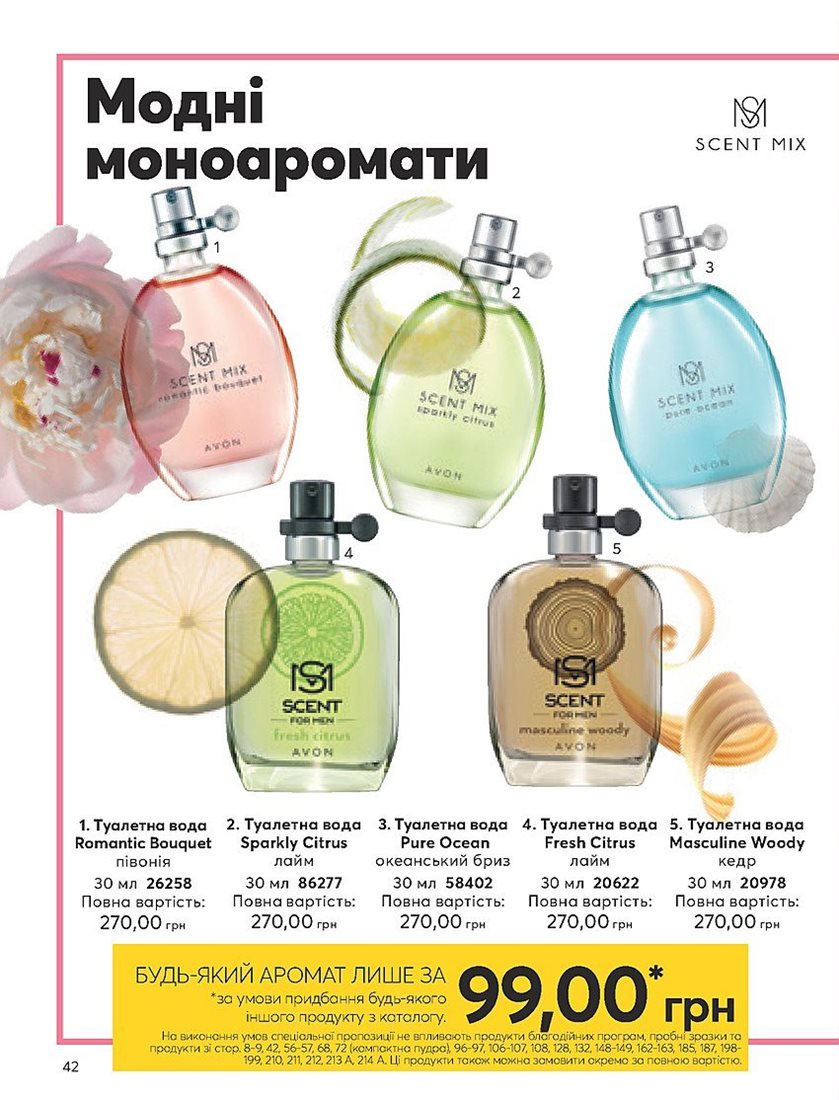 Модні
моноаромати
SM
SCENT MIX
1
SCENT MIX
romantic bouquet
AVON
2
SCENT MIX
sparkly citrus
AVON
3
SCENT MIX
pure ocean
AVON
4
SM
SCENT
FOR MEN
fresh citrus
AVON
5
SM
SCENT
FOR MEN
masculine woody
AVON
1. Туалетна вода
Romantic Bouquet
півонія
30 мл 26258
Повна вартість:
270,00 грн
2. Туалетна вода
Sparkly Citrus
лайм
30 мл 86277
Повна вартість:
270,00 грн
3. Туалетна вода
Pure Ocean
океанський бриз
30 мл 58402
Повна вартість:
270,00 грн
4. Туалетна вода
Fresh Citrus
лайм
30 мл 20622
Повна вартість:
270,00 грн
5. Туалетна вода
Masculine Woody
кедр
30 мл 20978
Повна вартість:
270,00 грн
БУДЬ-ЯКИЙ АРОМАТ ЛИШЕ ЗА
*за умови придбання будь-якого
іншого продукту з каталогу.
99,00* грн
На виконання умов спеціальної пропозиції не впливають продукти благодійних програм, пробні зразки та
продукти зі стор. 8-9, 42, 56-57, 68, 72 (компактна пудра), 96-97, 106-107, 108, 128, 132, 148-149, 162-163, 185, 187, 198-
199, 210, 211, 212, 213 А, 214 А. Ці продукти також можна замовити окремо за повною вартістю.
42